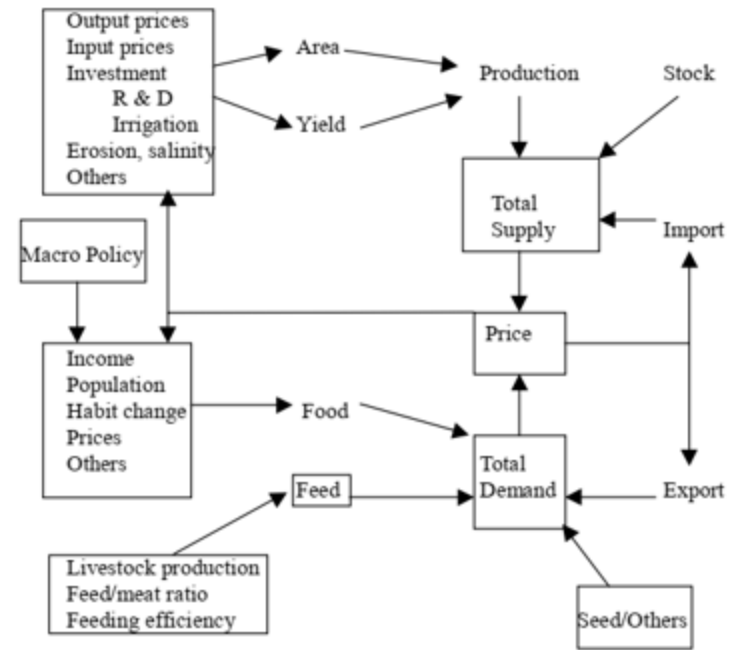 Output prices
Input prices
Investment
R & D
Irrigation
Erosion, salinity
Others
Area
Yield
Production
Stock
Total
Supply
Import
Macro Policy
Price
Income
Population
Habit change
Prices
Others
Food
Feed
Total
Demand
Export
Livestock production
Feed/meat ratio
Feeding efficiency
Seed/Others